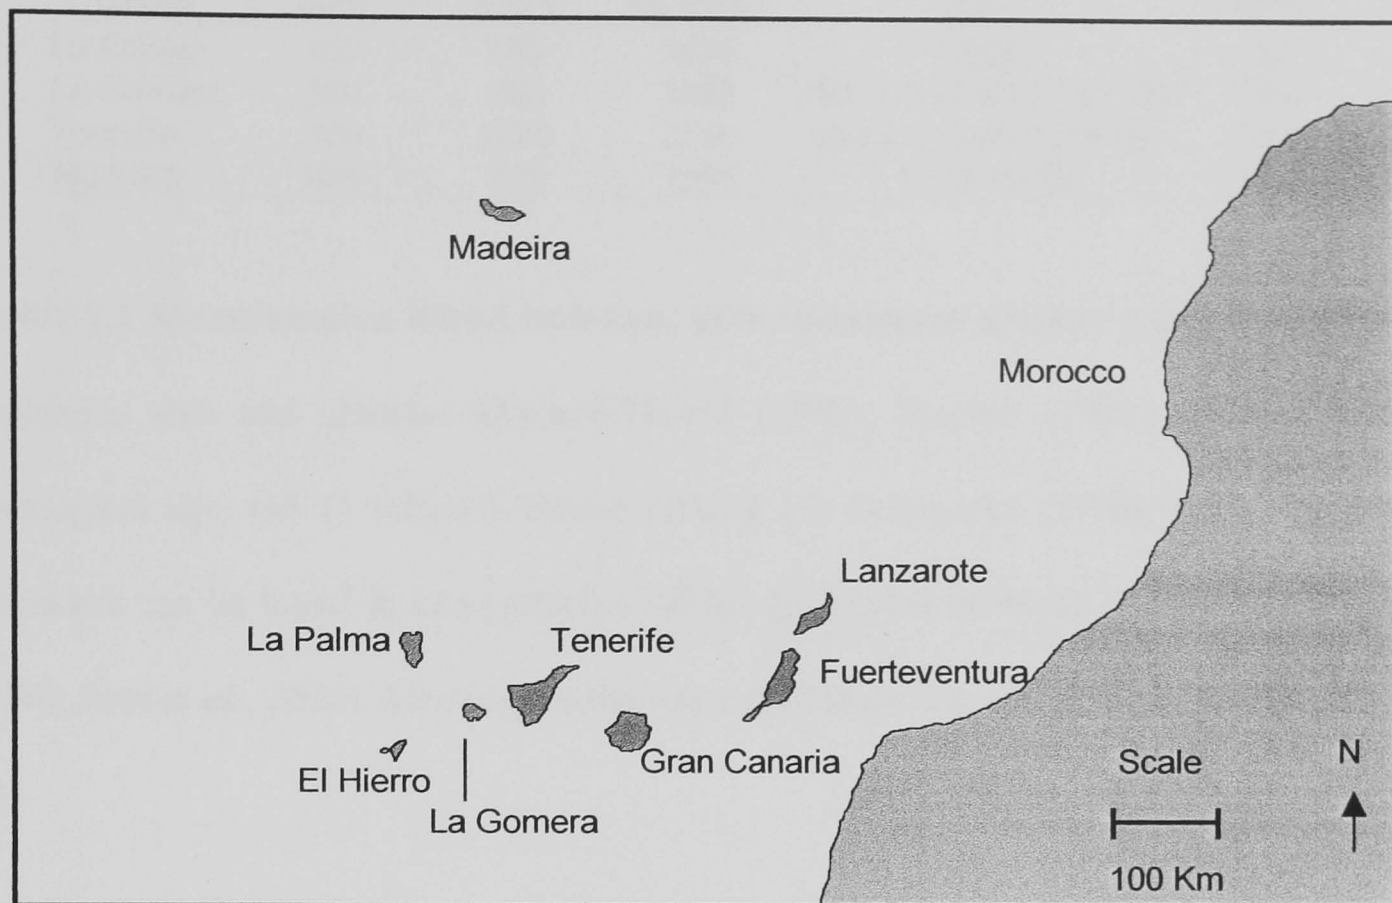 Madeira
Morocco
Lanzarote
La Palma
Tenerife
Fuerteventura
El Hierro
Gran Canaria
La Gomera
Scale
N
100 Km